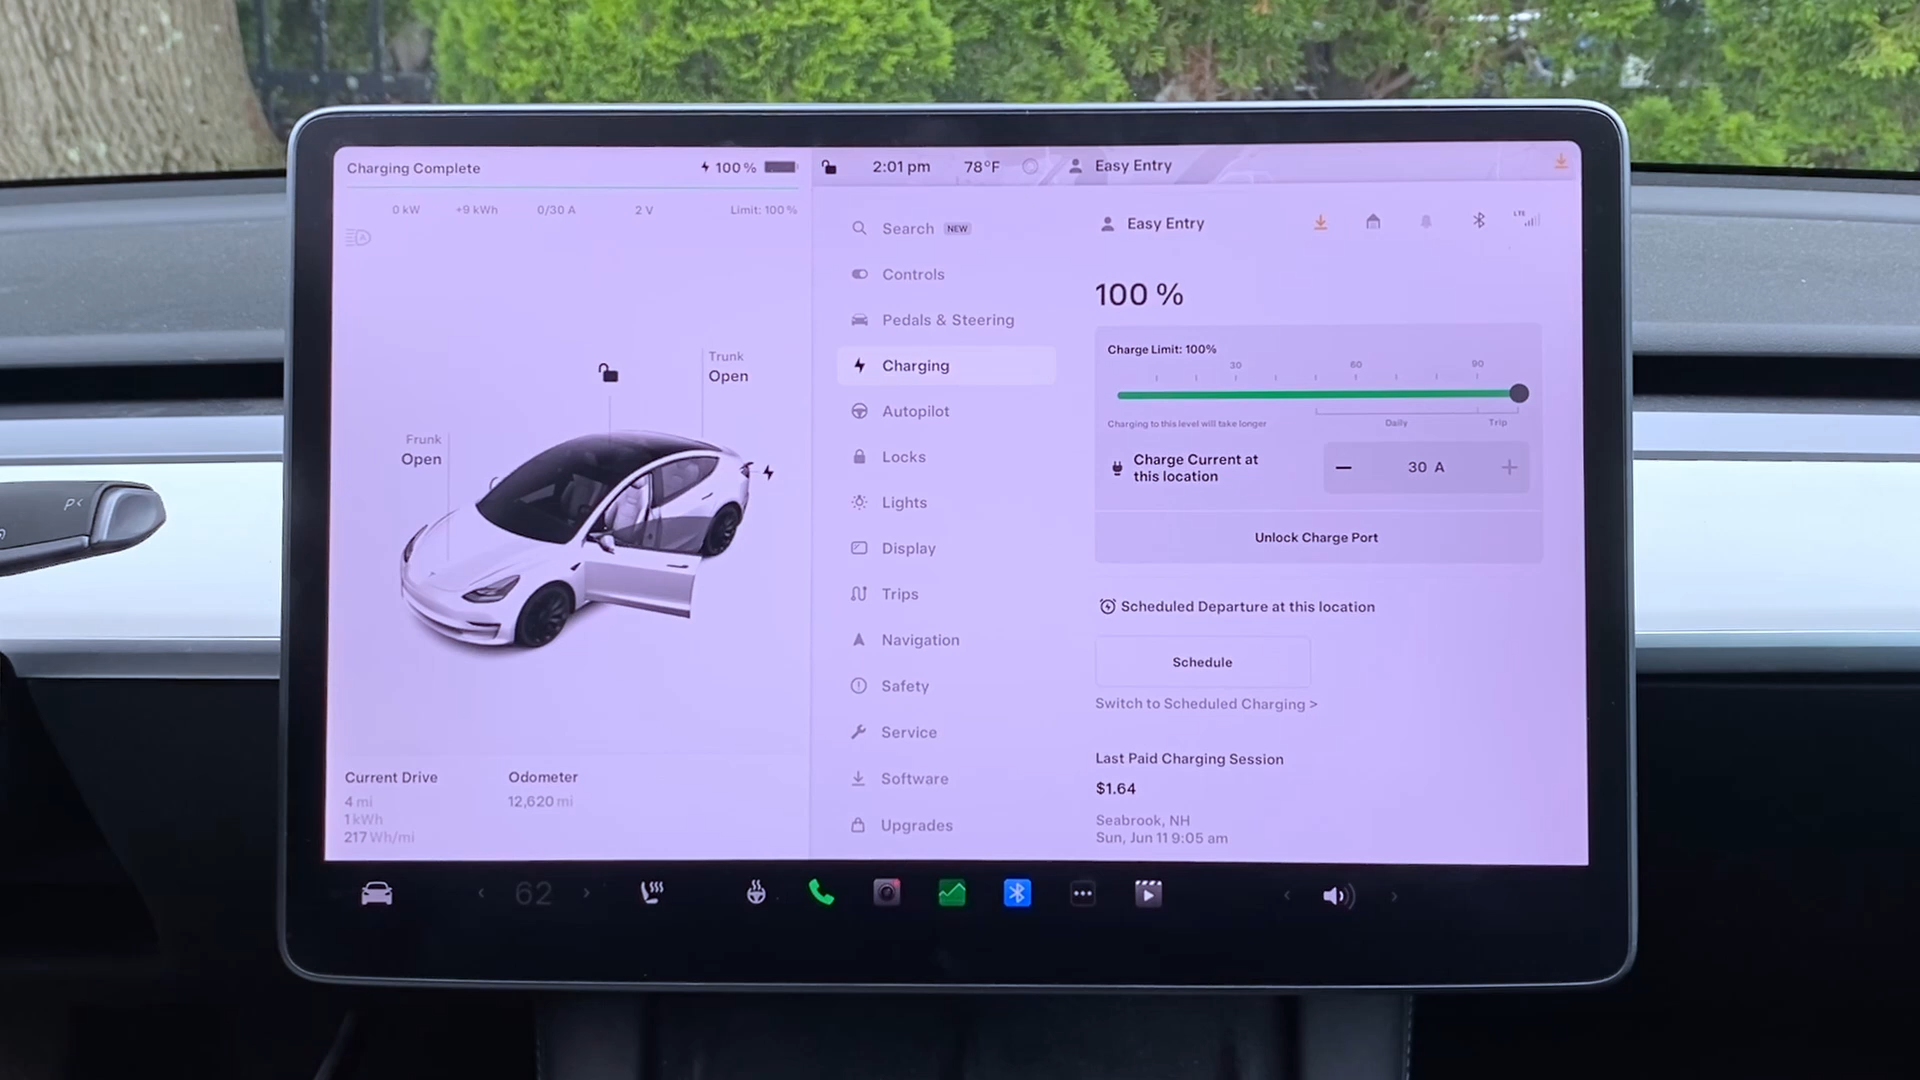 Charging Complete
100 %
0 kW +9 kWh 0/30 A 2 V Limit: 100 %
Trunk
Open
Frunk
Open
Current Drive
4 mi
1 kWh
217 Wh/mi
Odometer
12,620 mi
2:01 pm 78°F Easy Entry
Search NEW
Controls
Pedals & Steering
Charging
Autopilot
Locks
Lights
Display
Trips
Navigation
Safety
Service
Software
Upgrades
Easy Entry
LTE
100 %
Charge Limit: 100%
30 60 90
Charging to this level will take longer
Daily Trip
Charge Current at
this location
30 A
Unlock Charge Port
Scheduled Departure at this location
Schedule
Switch to Scheduled Charging >
Last Paid Charging Session
$1.64
Seabrook, NH
Sun, Jun 11 9:05 am
62
P